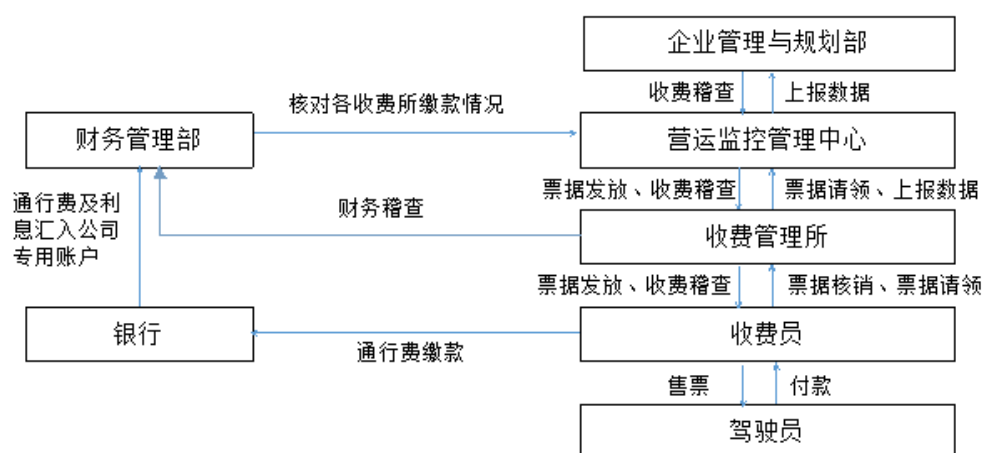 企业管理与规划部
收费稽查
上报数据
核对各收费所缴款情况
财务管理部
营运监控管理中心
票据发放、收费稽查
票据请领、上报数据
通行费及利
息汇入公司
专用账户
财务稽查
收费管理所
票据发放、收费稽查
票据核销、票据请领
银行
收费员
通行费缴款
售票
付款
驾驶员